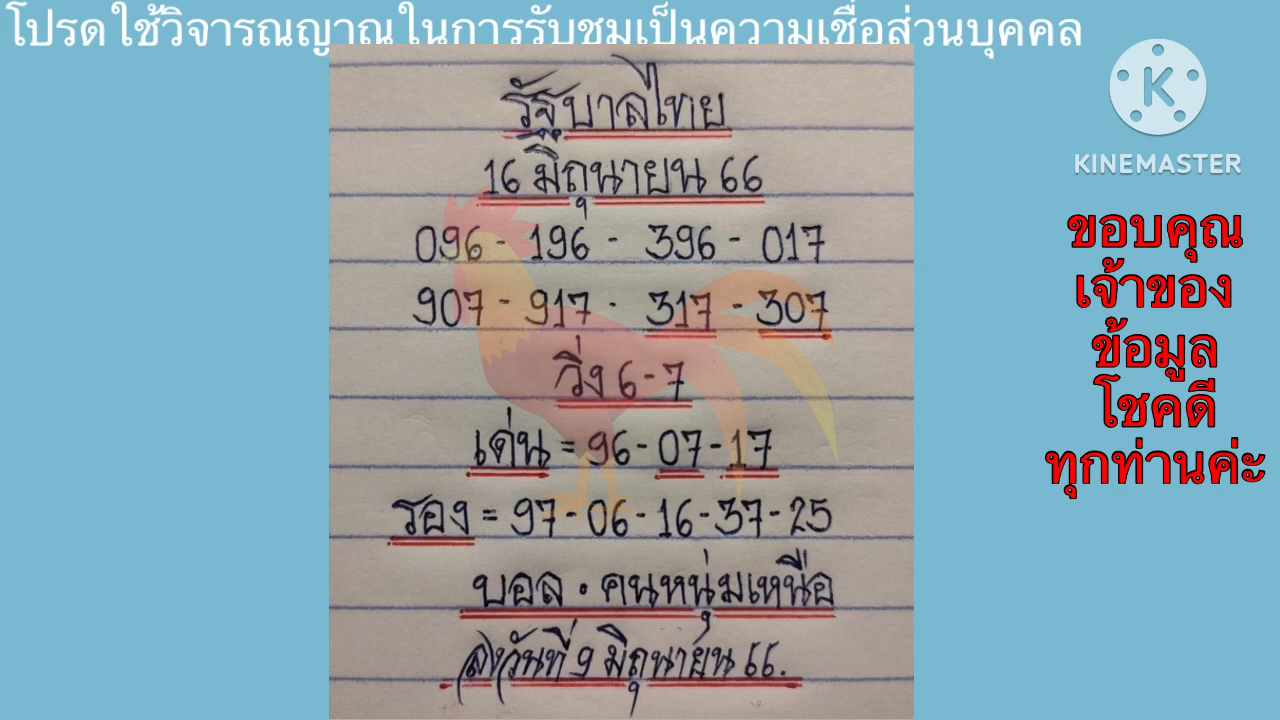 โปรดใช้วิจารณญาณในการรับชมเป็นความเชื่อส่วนบุคคล
รัฐบาลไทย
16 มิถุนายน 66
096 - 196 - 396 - 017
907 - 917 - 317 - 307
วิ่ง 6 - 7
เด่น = 96 - 07 - 17
รอง = 97 - 06 - 16 - 37 - 25
บอล • คนหนุ่มเหนือ
วันที่ 9 มิถุนายน 66.
K
KINEMASTER
ขอบคุณ
เจ้าของ
ข้อมูล
โชคดี
ทุกท่านค่ะ